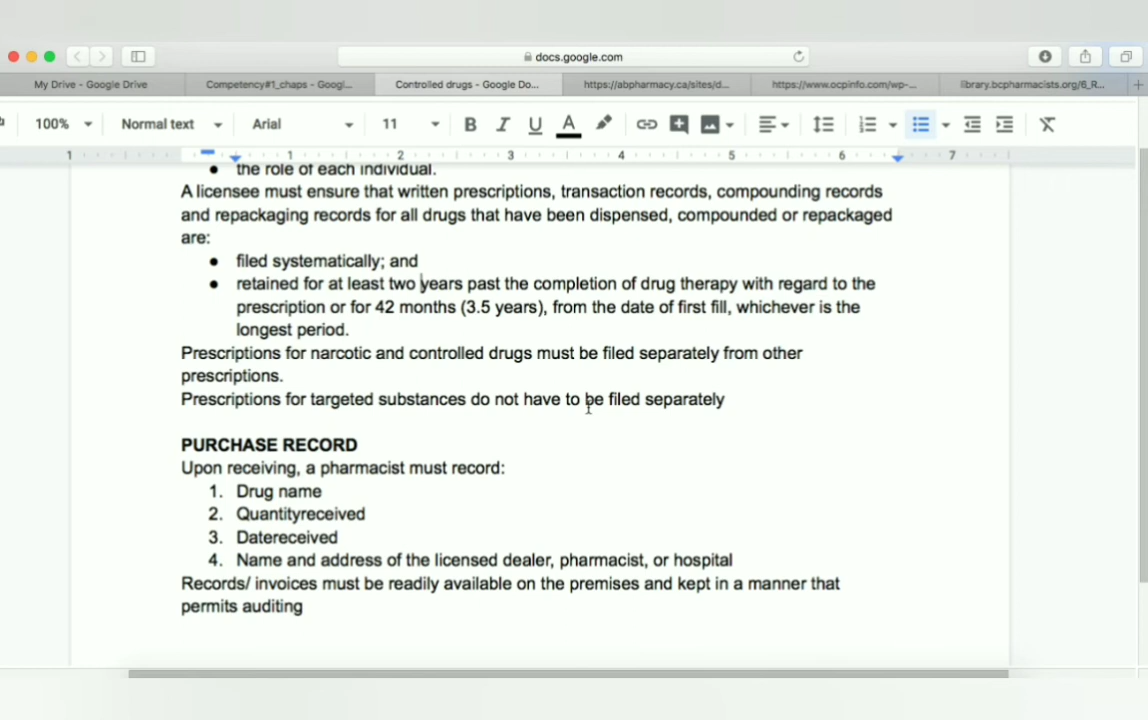 docs.google.com
My Drive - Google Drive
Competency#1_chaps - Googl...
Controlled drugs - Google Do...
https://abpharmacy.ca/sites/d...
https://www.ocpinfo.com/wp-...
library.bcpharmacists.org/6_R...
100% Normal text Arial 11 B I U A
1 1 2 3 4 5 6 7
the role of each individual.
A licensee must ensure that written prescriptions, transaction records, compounding records
and repackaging records for all drugs that have been dispensed, compounded or repackaged
are:
● filed systematically; and
● retained for at least two years past the completion of drug therapy with regard to the
prescription or for 42 months (3.5 years), from the date of first fill, whichever is the
longest period.
Prescriptions for narcotic and controlled drugs must be filed separately from other
prescriptions.
Prescriptions for targeted substances do not have to be filed separately
PURCHASE RECORD
Upon receiving, a pharmacist must record:
1. Drug name
2. Quantityreceived
3. Datereceived
4. Name and address of the licensed dealer, pharmacist, or hospital
Records/ invoices must be readily available on the premises and kept in a manner that
permits auditing